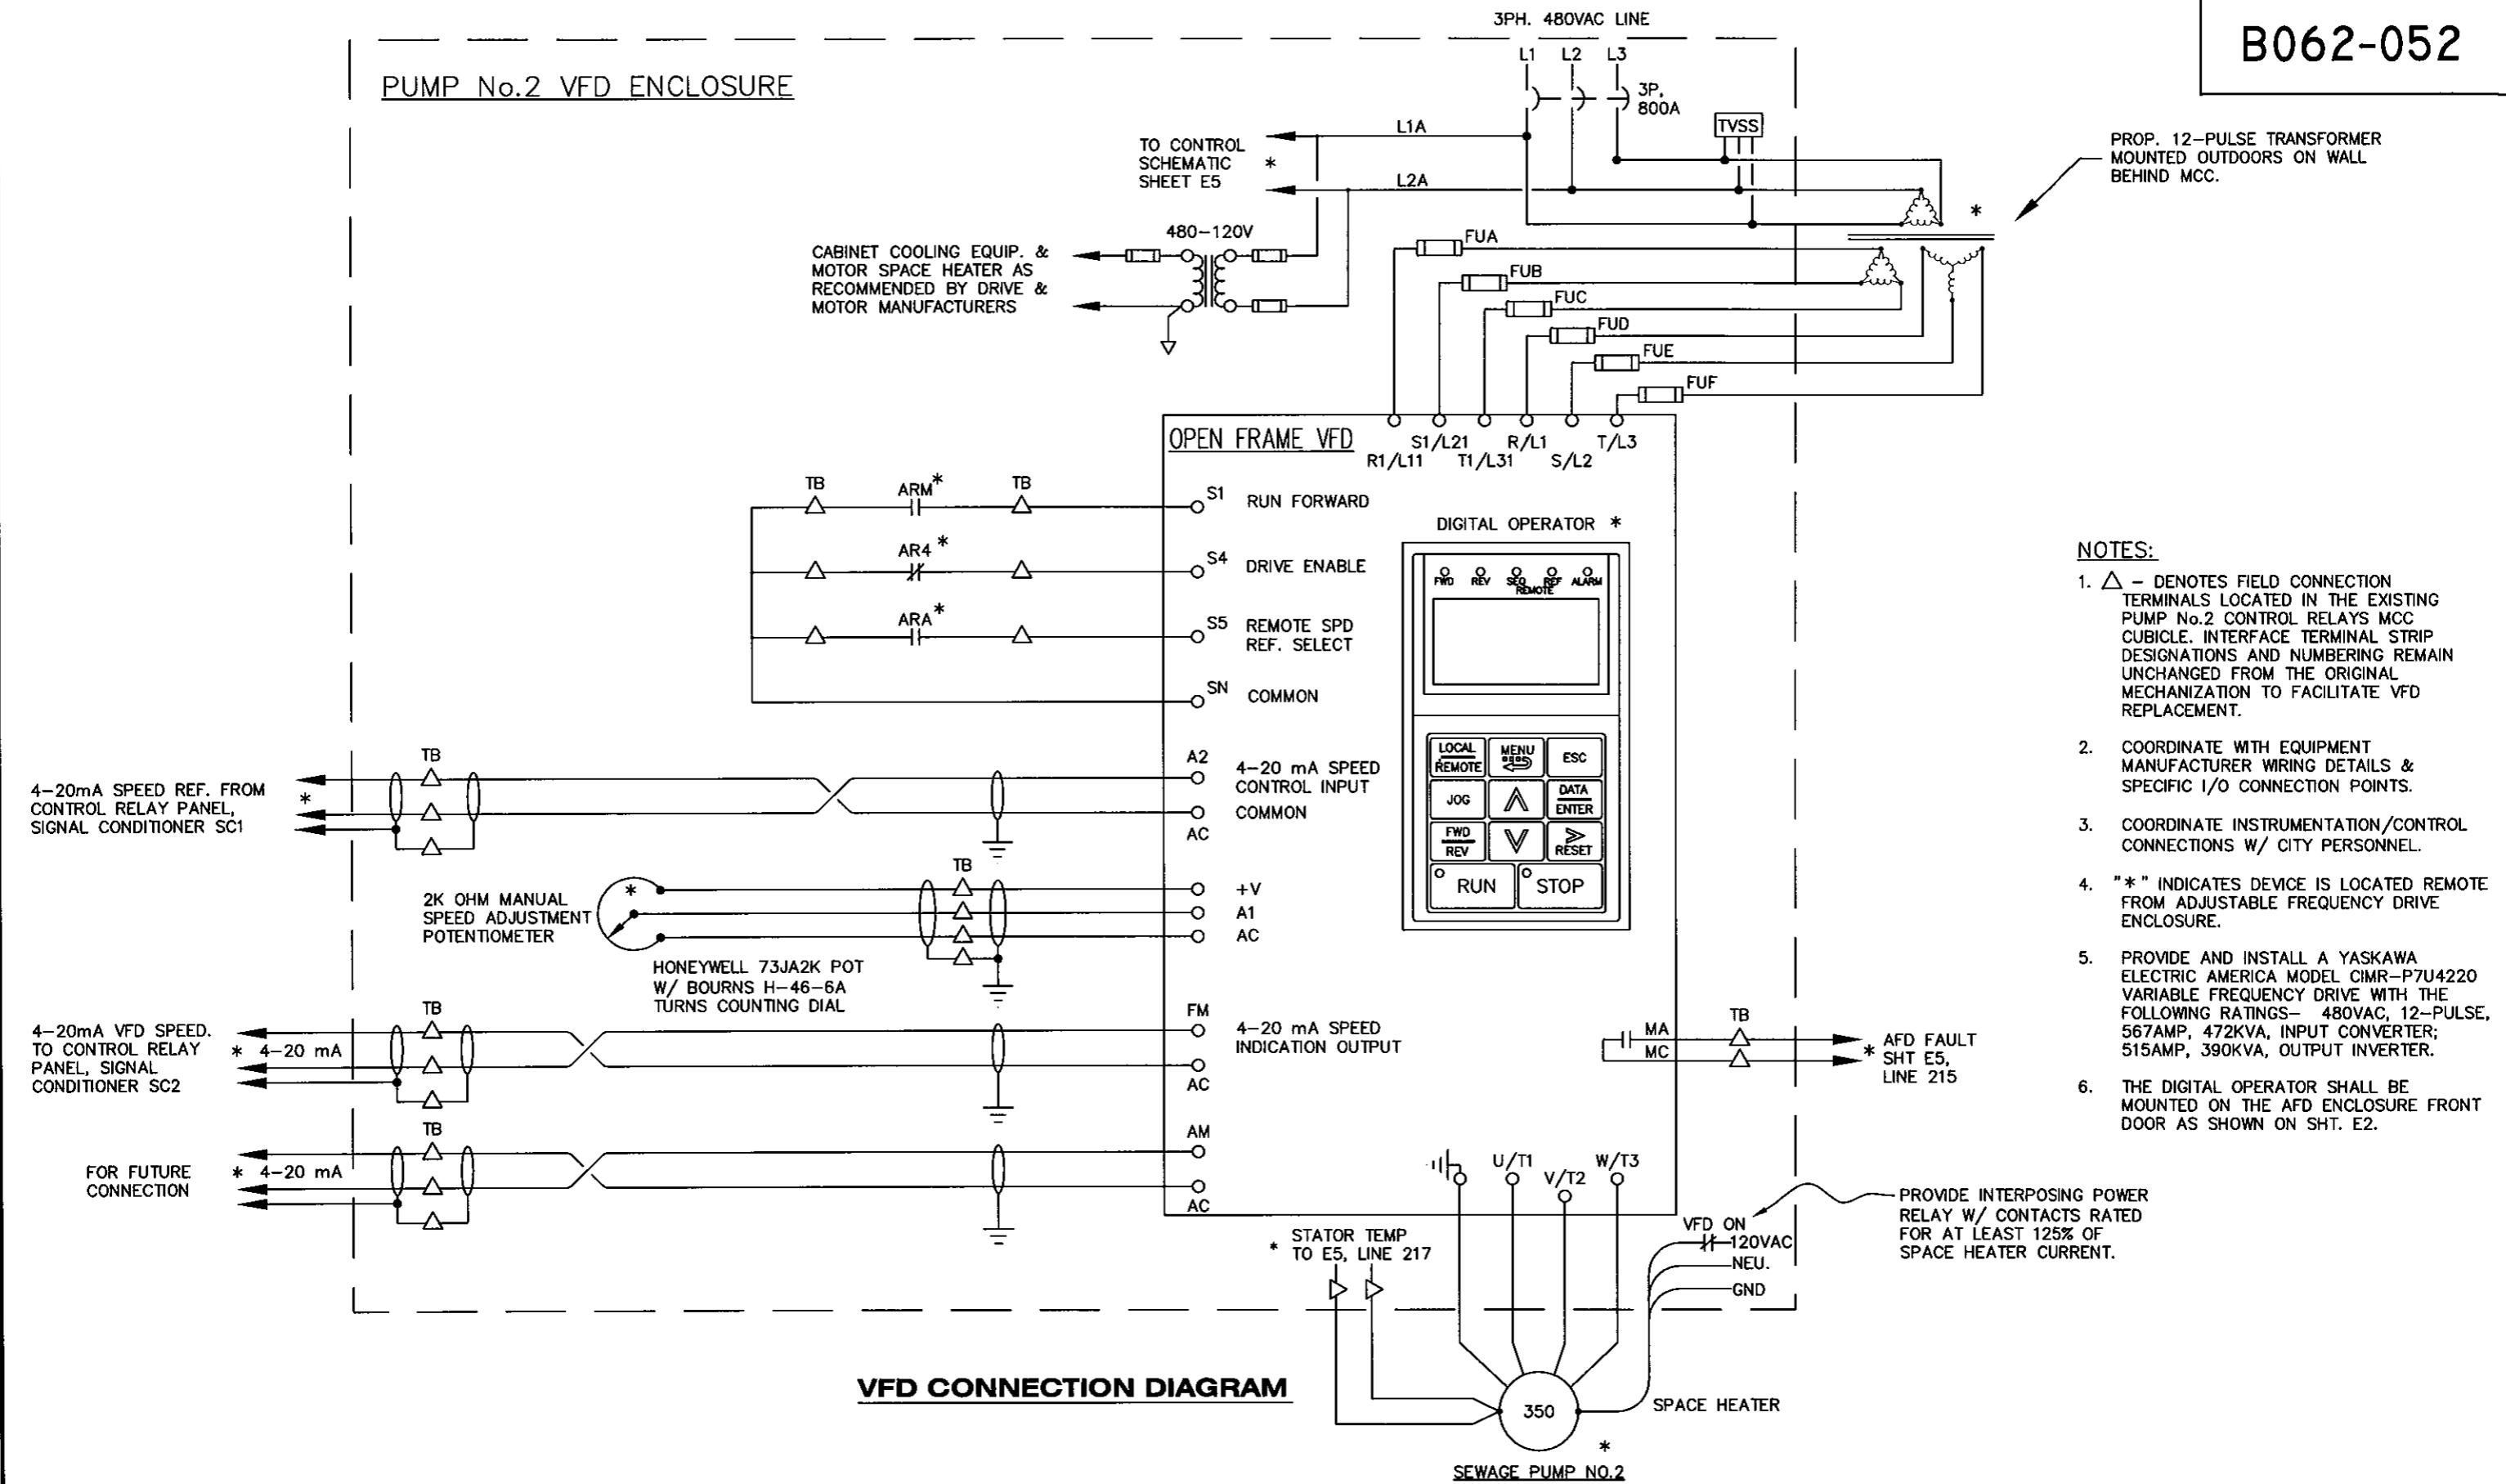 B062-052
3PH. 480VAC LINE
PUMP No.2 VFD ENCLOSURE
L1
L2
L3
3P,
800A
TVSS
L1A
L2A
TO CONTROL
SCHEMATIC *
SHEET E5
PROP. 12-PULSE TRANSFORMER
MOUNTED OUTDOORS ON WALL
BEHIND MCC.
*
480-120V
CABINET COOLING EQUIP. &
MOTOR SPACE HEATER AS
RECOMMENDED BY DRIVE &
MOTOR MANUFACTURERS
FUA
FUB
FUC
FUD
FUE
FUF
OPEN FRAME VFD
S1/L21
R/L1
T/L3
R1/L11
T1/L31
S/L2
TB
ARM*
TB
S1
RUN FORWARD
AR4*
S4
DRIVE ENABLE
ARA*
S5
REMOTE SPD
REF. SELECT
SN
COMMON
DIGITAL OPERATOR *
FWD
REV
SEQ
REF
ALARM
REMOTE
LOCAL
REMOTE
MENU
ESC
JOG
DATA
ENTER
FWD
REV
RESET
RUN
STOP
4-20mA SPEED REF. FROM
CONTROL RELAY PANEL, *
SIGNAL CONDITIONER SC1
TB
A2
4-20 mA SPEED
CONTROL INPUT
COMMON
AC
2K OHM MANUAL
SPEED ADJUSTMENT
POTENTIOMETER
*
TB
+V
A1
AC
HONEYWELL 73JA2K POT
W/ BOURNS H-46-6A
TURNS COUNTING DIAL
4-20mA VFD SPEED.
TO CONTROL RELAY
PANEL, SIGNAL
CONDITIONER SC2
* 4-20 mA
TB
FM
4-20 mA SPEED
INDICATION OUTPUT
AC
FOR FUTURE
CONNECTION
* 4-20 mA
TB
AM
AC
MA
MC
TB
AFD FAULT
* SHT E5,
LINE 215
U/T1
V/T2
W/T3
STATOR TEMP
* TO E5, LINE 217
VFD ON
120VAC
NEU.
GND
PROVIDE INTERPOSING POWER
RELAY W/ CONTACTS RATED
FOR AT LEAST 125% OF
SPACE HEATER CURRENT.
350
SPACE HEATER
*
SEWAGE PUMP NO.2
VFD CONNECTION DIAGRAM
NOTES:
1. △ - DENOTES FIELD CONNECTION
TERMINALS LOCATED IN THE EXISTING
PUMP No.2 CONTROL RELAYS MCC
CUBICLE. INTERFACE TERMINAL STRIP
DESIGNATIONS AND NUMBERING REMAIN
UNCHANGED FROM THE ORIGINAL
MECHANIZATION TO FACILITATE VFD
REPLACEMENT.
2. COORDINATE WITH EQUIPMENT
MANUFACTURER WIRING DETAILS &
SPECIFIC I/O CONNECTION POINTS.
3. COORDINATE INSTRUMENTATION/CONTROL
CONNECTIONS W/ CITY PERSONNEL.
4. "*" INDICATES DEVICE IS LOCATED REMOTE
FROM ADJUSTABLE FREQUENCY DRIVE
ENCLOSURE.
5. PROVIDE AND INSTALL A YASKAWA
ELECTRIC AMERICA MODEL CIMR-P7U4220
VARIABLE FREQUENCY DRIVE WITH THE
FOLLOWING RATINGS- 480VAC, 12-PULSE,
567AMP, 472KVA, INPUT CONVERTER;
515AMP, 390KVA, OUTPUT INVERTER.
6. THE DIGITAL OPERATOR SHALL BE
MOUNTED ON THE AFD ENCLOSURE FRONT
DOOR AS SHOWN ON SHT. E2.